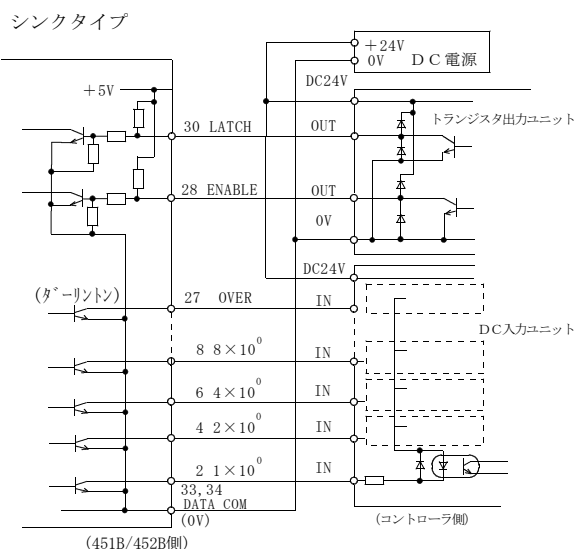 シンクタイプ
＋24V
0V
ＤＣ電源
DC24V
＋5V
トランジスタ出力ユニット
30 LATCH
OUT
28 ENABLE
OUT
0V
DC24V
(ﾀﾞｰﾘﾝﾄﾝ)
27 OVER
IN
DC入力ユニット
8 8×10⁰
IN
6 4×10⁰
IN
4 2×10⁰
IN
2 1×10⁰
IN
33,34
DATA COM
(0V)
(コントローラ側)
(451B/452B側)